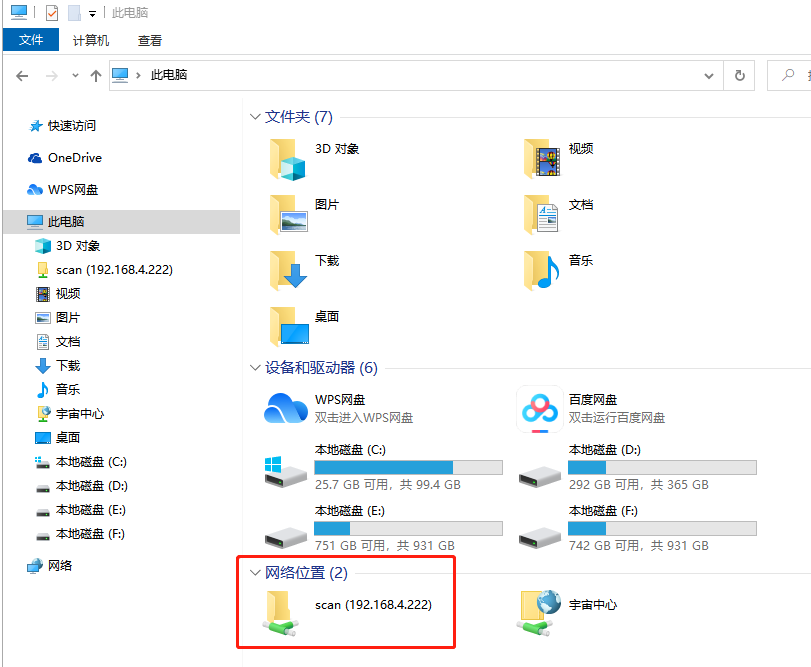 此电脑
文件 计算机 查看
此电脑
快速访问
OneDrive
WPS网盘
此电脑
3D 对象
scan (192.168.4.222)
视频
图片
文档
下载
音乐
宇宙中心
桌面
本地磁盘 (C:)
本地磁盘 (D:)
本地磁盘 (E:)
本地磁盘 (F:)
网络
文件夹 (7)
3D 对象
视频
图片
文档
下载
音乐
桌面
设备和驱动器 (6)
WPS网盘
双击进入WPS网盘
百度网盘
双击运行百度网盘
本地磁盘 (C:)
25.7 GB 可用，共 99.4 GB
本地磁盘 (D:)
292 GB 可用，共 365 GB
本地磁盘 (E:)
751 GB 可用，共 931 GB
本地磁盘 (F:)
742 GB 可用，共 931 GB
网络位置 (2)
scan (192.168.4.222)
宇宙中心